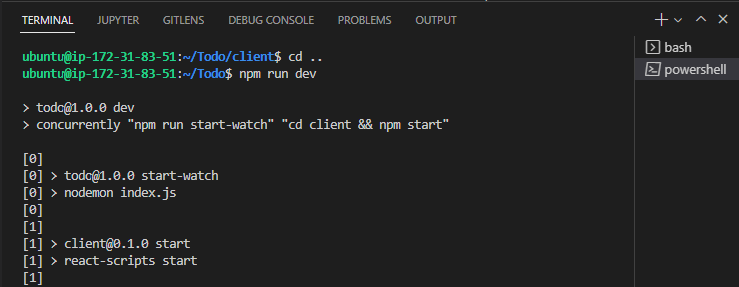 TERMINAL JUPYTER GITLENS DEBUG CONSOLE PROBLEMS OUTPUT
bash
powershell
ubuntu@ip-172-31-83-51:~/Todo/client$ cd ..
ubuntu@ip-172-31-83-51:~/Todo$ npm run dev
> todo@1.0.0 dev
> concurrently "npm run start-watch" "cd client && npm start"
[0]
[0] > todo@1.0.0 start-watch
[0] > nodemon index.js
[0]
[1]
[1] > client@0.1.0 start
[1] > react-scripts start
[1]